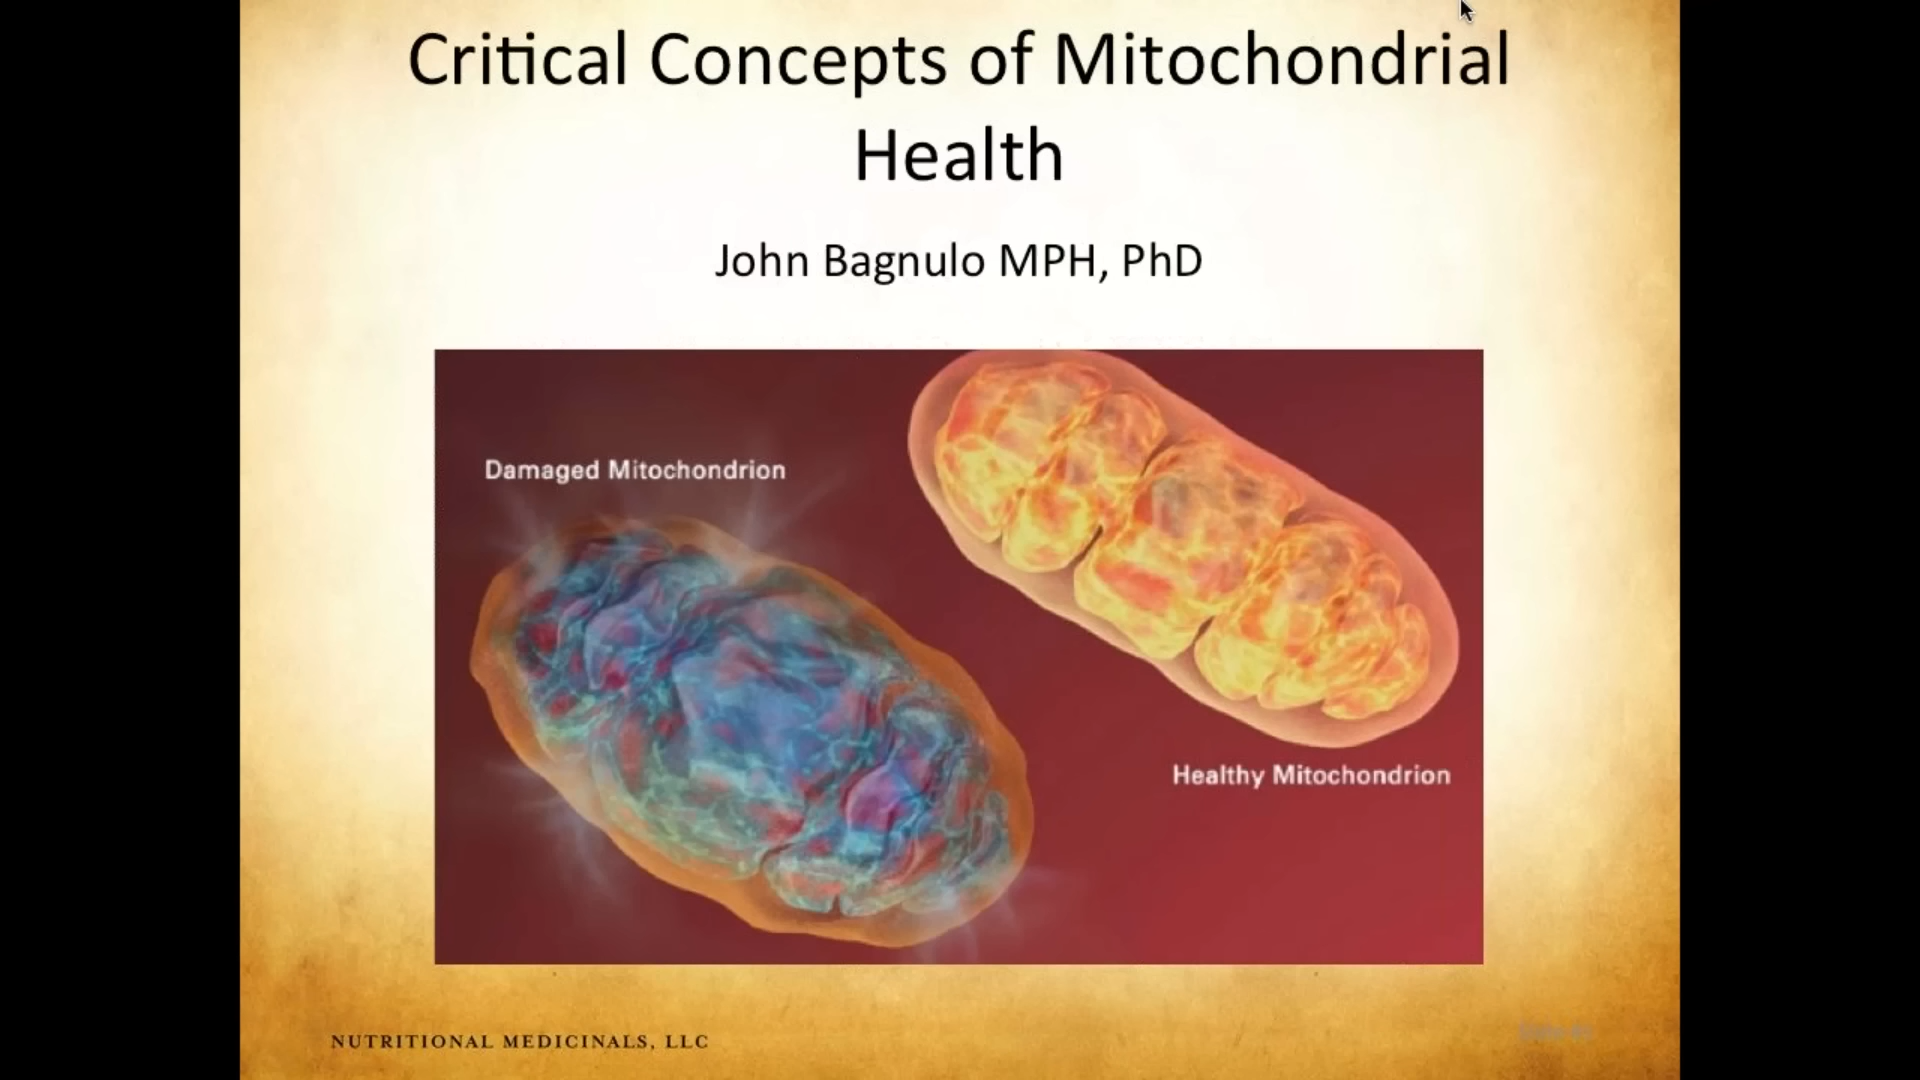 Critical Concepts of Mitochondrial
Health
John Bagnulo MPH, PhD
Damaged Mitochondrion
Healthy Mitochondrion
NUTRITIONAL MEDICINALS, LLC